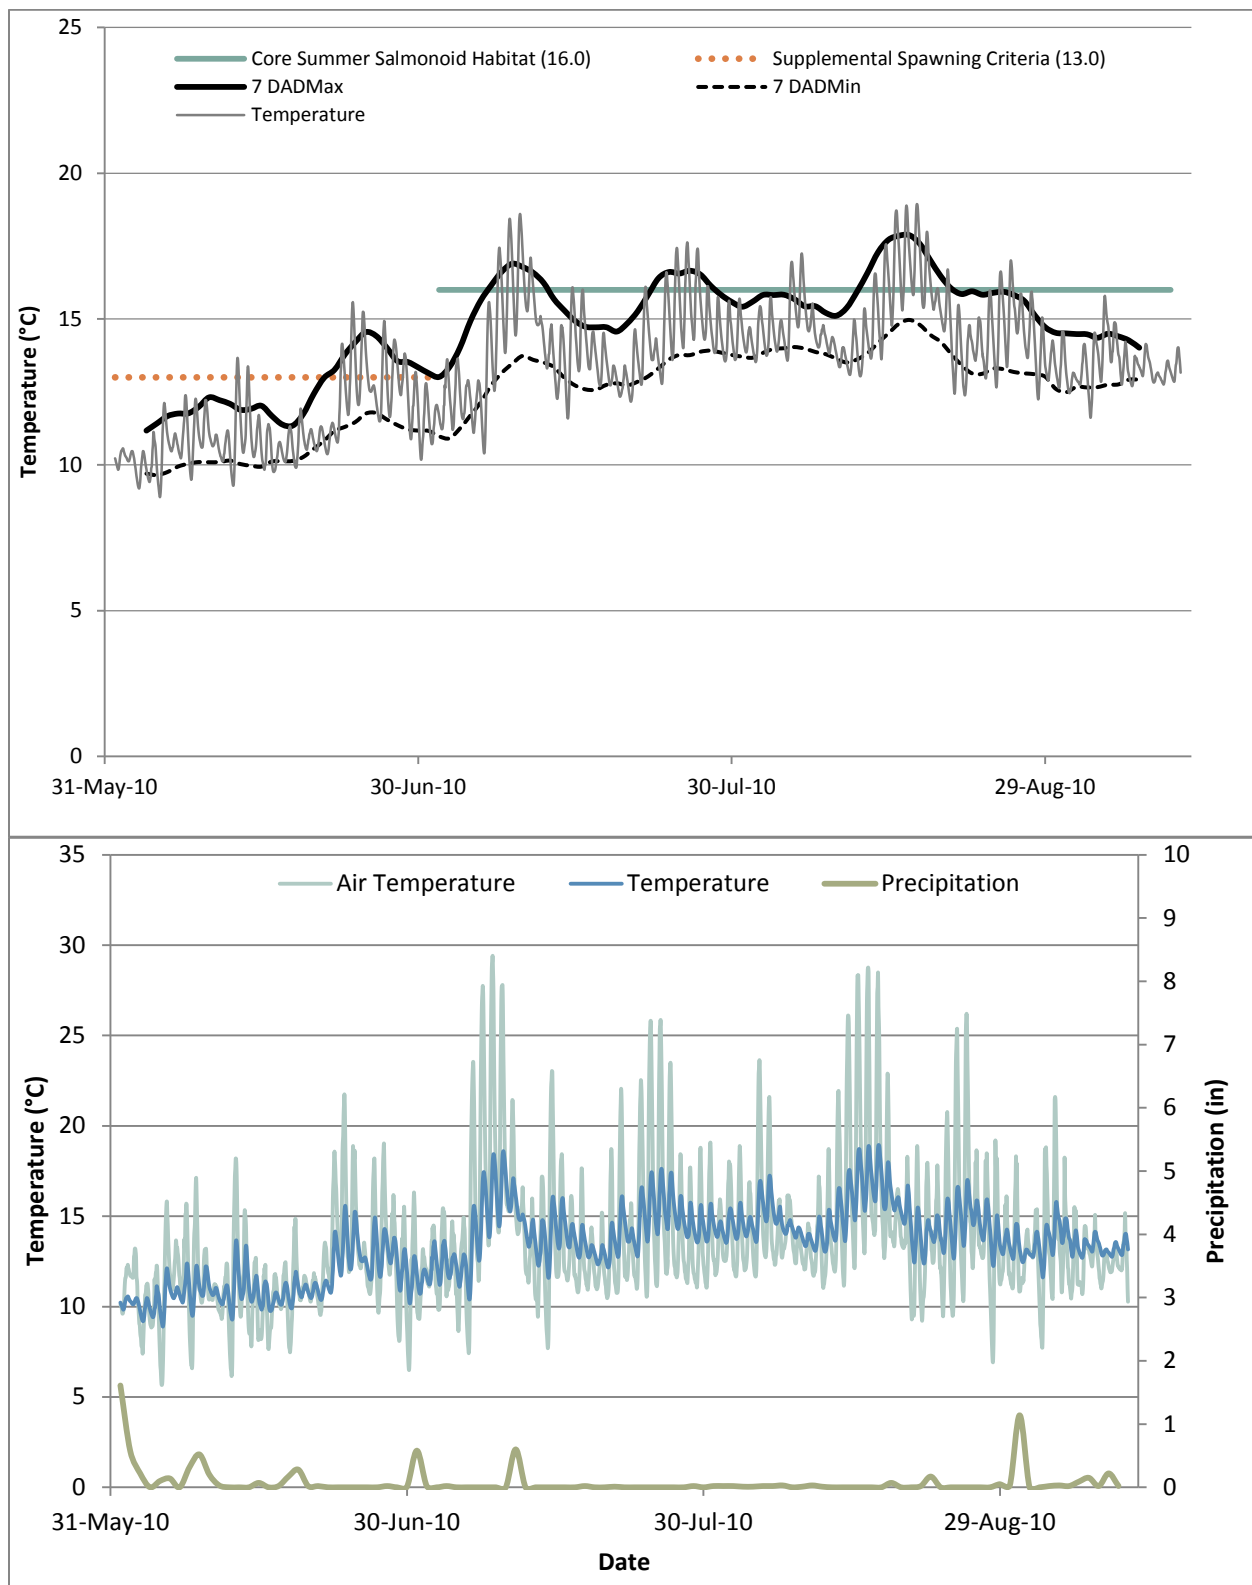 25
Core Summer Salmonoid Habitat (16.0)
Supplemental Spawning Criteria (13.0)
7 DADMax
7 DADMin
Temperature
20
15
10
5
0
Temperature (°C)
31-May-10
30-Jun-10
30-Jul-10
29-Aug-10
35
10
Air Temperature
Temperature
Precipitation
9
30
8
25
7
6
20
5
15
4
10
3
2
5
1
0
0
Temperature (°C)
Precipitation (in)
31-May-10
30-Jun-10
30-Jul-10
29-Aug-10
Date